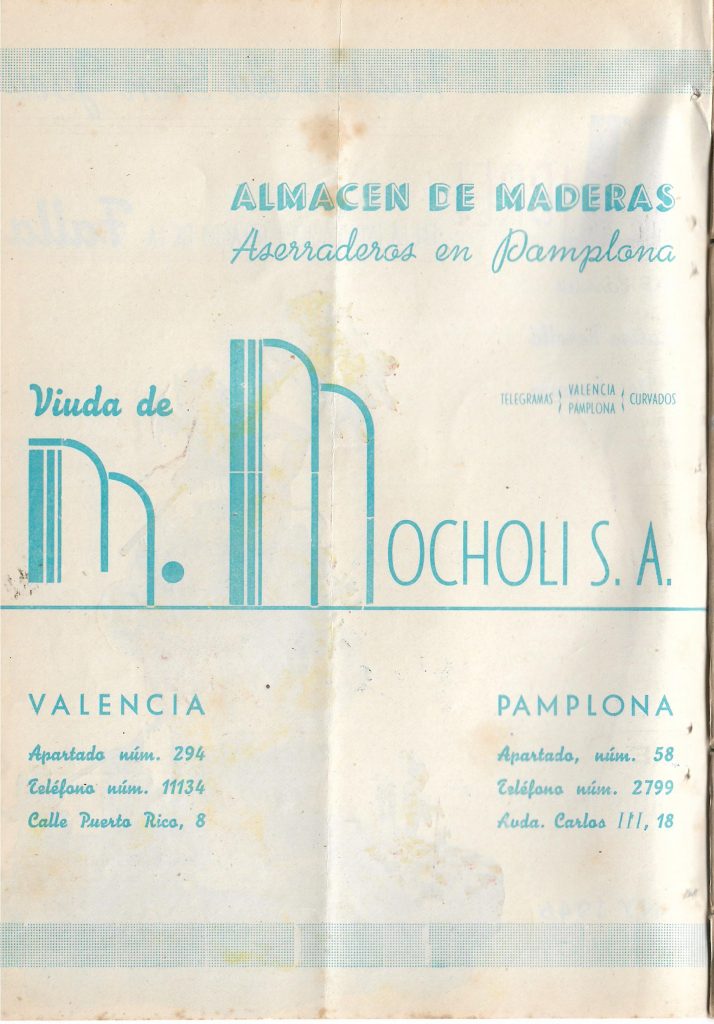 ALMACEN DE MADERAS
Aserraderos en Pamplona
Viuda de
TELEGRAMAS { VALENCIA PAMPLONA { CURVADOS
m. MOCHOLI S. A.
VALENCIA
Apartado núm. 294
Teléfono núm. 11134
Calle Puerto Rico, 8
PAMPLONA
Apartado, núm. 58
Teléfono núm. 2799
Avda. Carlos III, 18
Falla